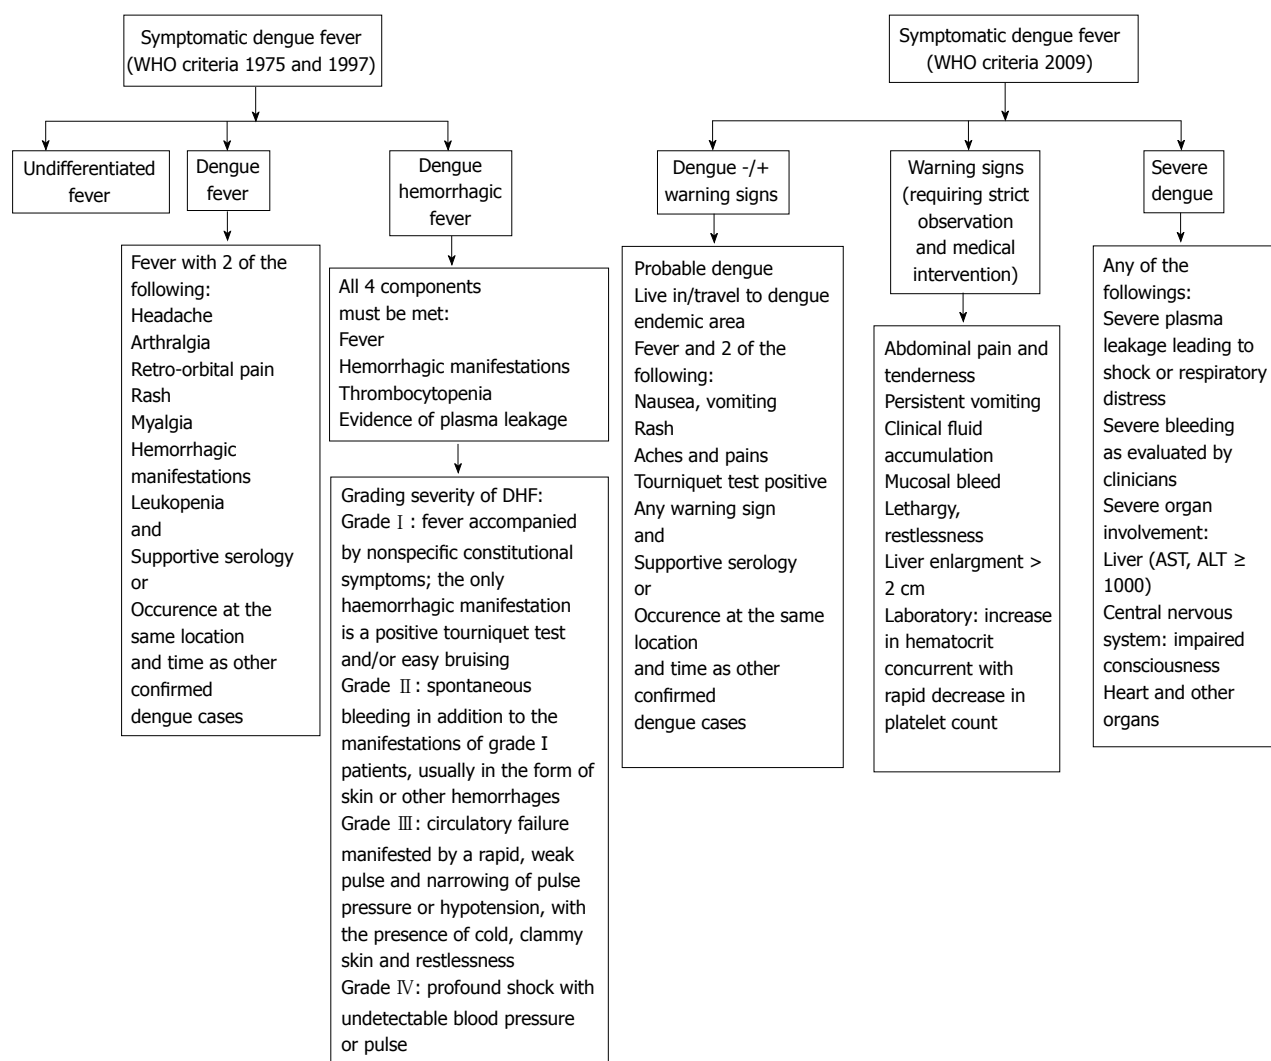 Symptomatic dengue fever
(WHO criteria 1975 and 1997)
Undifferentiated
fever
Dengue
fever
Dengue
hemorrhagic
fever
Fever with 2 of the
following:
Headache
Arthralgia
Retro-orbital pain
Rash
Myalgia
Hemorrhagic
manifestations
Leukopenia
and
Supportive serology
or
Occurence at the
same location
and time as other
confirmed
dengue cases
All 4 components
must be met:
Fever
Hemorrhagic manifestations
Thrombocytopenia
Evidence of plasma leakage
Grading severity of DHF:
Grade Ⅰ: fever accompanied
by nonspecific constitutional
symptoms; the only
haemorrhagic manifestation
is a positive tourniquet test
and/or easy bruising
Grade Ⅱ: spontaneous
bleeding in addition to the
manifestations of grade I
patients, usually in the form of
skin or other hemorrhages
Grade Ⅲ: circulatory failure
manifested by a rapid, weak
pulse and narrowing of pulse
pressure or hypotension, with
the presence of cold, clammy
skin and restlessness
Grade Ⅳ: profound shock with
undetectable blood pressure
or pulse
Symptomatic dengue fever
(WHO criteria 2009)
Dengue -/+
warning signs
Warning signs
(requiring strict
observation
and medical
intervention)
Severe
dengue
Probable dengue
Live in/travel to dengue
endemic area
Fever and 2 of the
following:
Nausea, vomiting
Rash
Aches and pains
Tourniquet test positive
Any warning sign
and
Supportive serology
or
Occurence at the same
location
and time as other
confirmed
dengue cases
Abdominal pain and
tenderness
Persistent vomiting
Clinical fluid
accumulation
Mucosal bleed
Lethargy,
restlessness
Liver enlargment >
2 cm
Laboratory: increase
in hematocrit
concurrent with
rapid decrease in
platelet count
Any of the
followings:
Severe plasma
leakage leading to
shock or respiratory
distress
Severe bleeding
as evaluated by
clinicians
Severe organ
involvement:
Liver (AST, ALT ≥
1000)
Central nervous
system: impaired
consciousness
Heart and other
organs